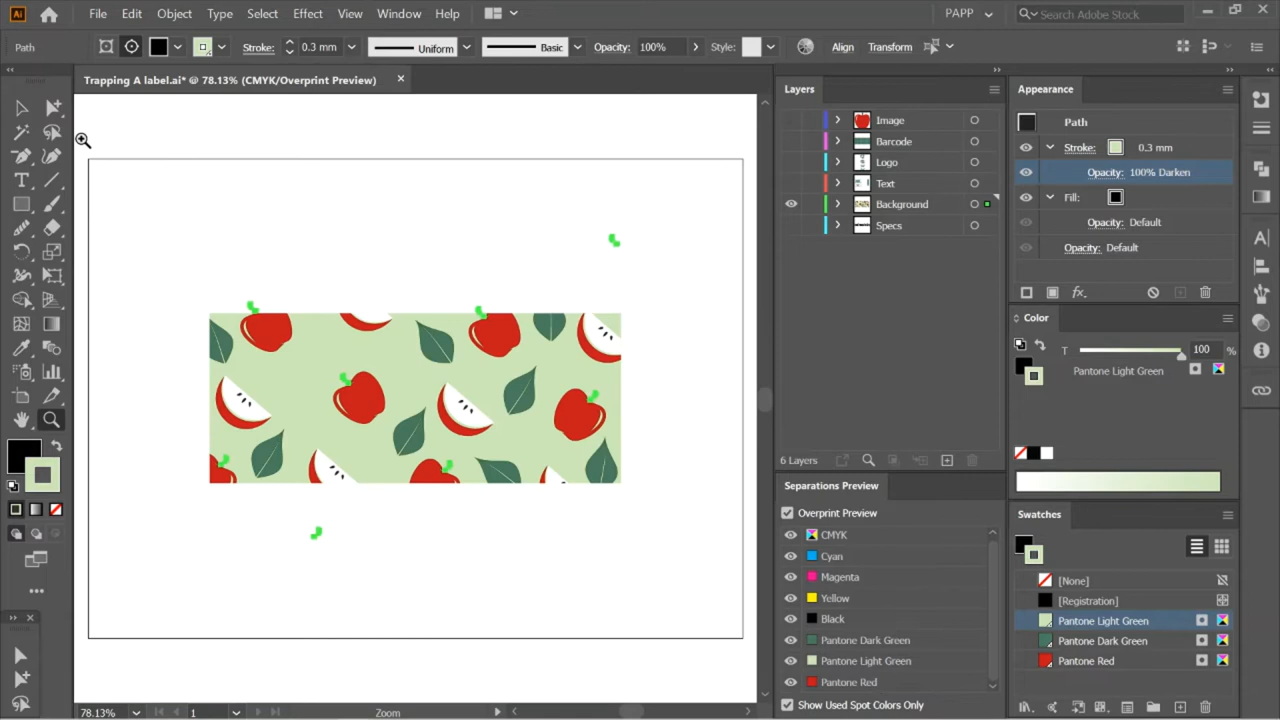 Ai File Edit Object Type Select Effect View Window Help PAPP Search Adobe Stock
Path Stroke: 0.3 mm Uniform Basic Opacity: 100% Style: Align Transform
Trapping A label.ai* @ 78.13% (CMYK/Overprint Preview)
Layers
Image
Barcode
Logo
Text
Background
Specs
6 Layers
Separations Preview
Overprint Preview
CMYK
Cyan
Magenta
Yellow
Black
Pantone Dark Green
Pantone Light Green
Pantone Red
Show Used Spot Colors Only
Appearance
Path
Stroke: 0.3 mm
Opacity: 100% Darken
Fill:
Opacity: Default
Opacity: Default
Color
T 100 %
Pantone Light Green
Swatches
[None]
[Registration]
Pantone Light Green
Pantone Dark Green
Pantone Red
78.13% 1 Zoom